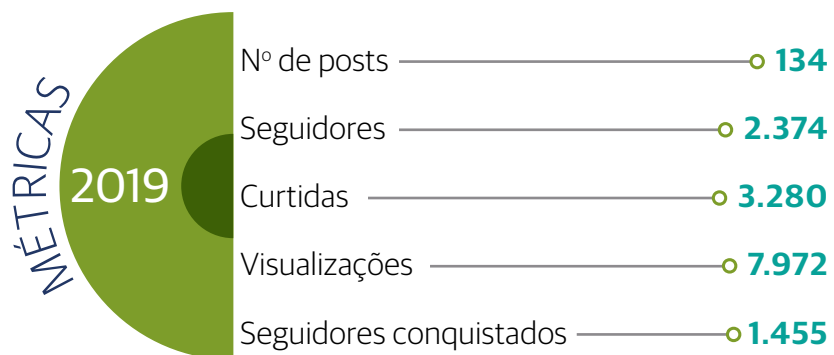 MÉTRICAS
2019
Nº de posts 134
Seguidores 2.374
Curtidas 3.280
Visualizações 7.972
Seguidores conquistados 1.455